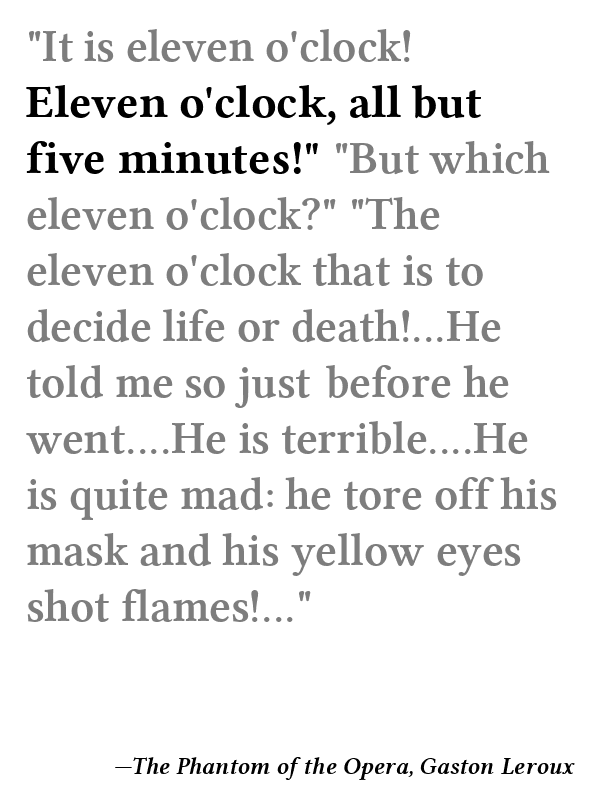 "It is eleven o'clock!
Eleven o'clock, all but
five minutes!" "But which
eleven o'clock?" "The
eleven o'clock that is to
decide life or death!...He
told me so just before he
went....He is terrible....He
is quite mad: he tore off his
mask and his yellow eyes
shot flames!..."
—The Phantom of the Opera, Gaston Leroux